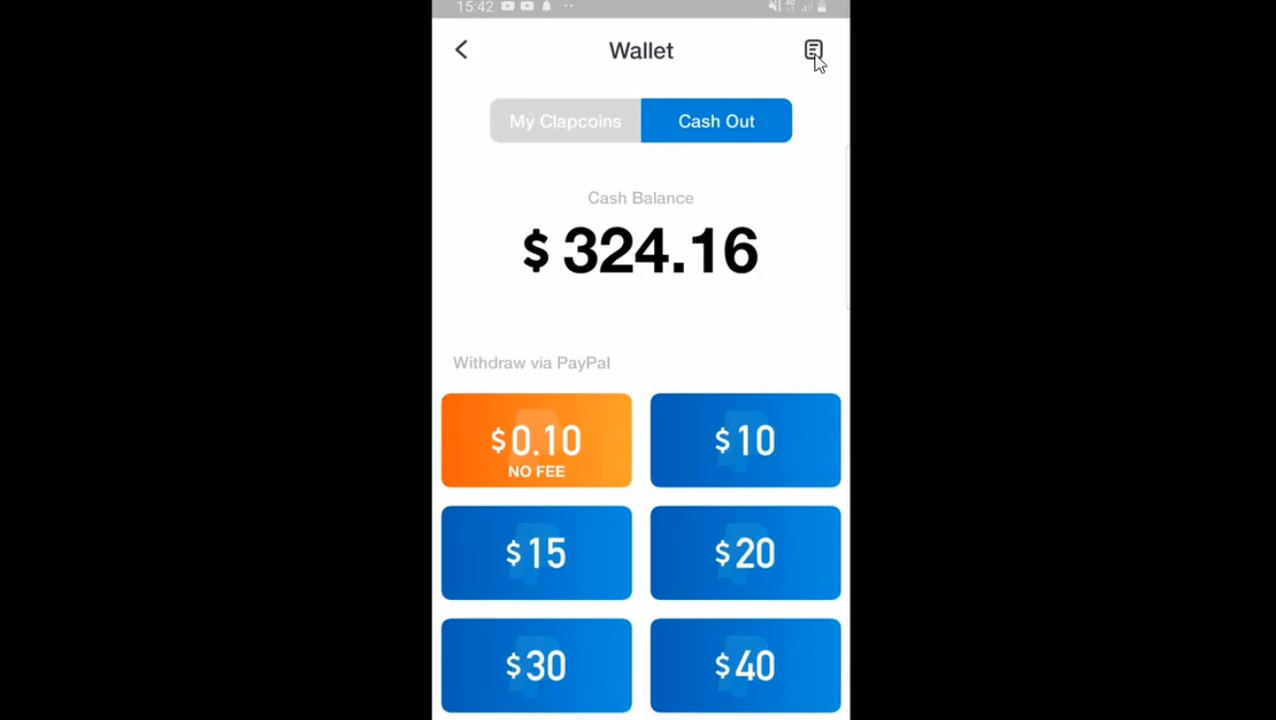 15:42
Wallet
My Clapcoins
Cash Out
Cash Balance
$ 324.16
Withdraw via PayPal
$0.10
NO FEE
$10
$15
$20
$30
$40